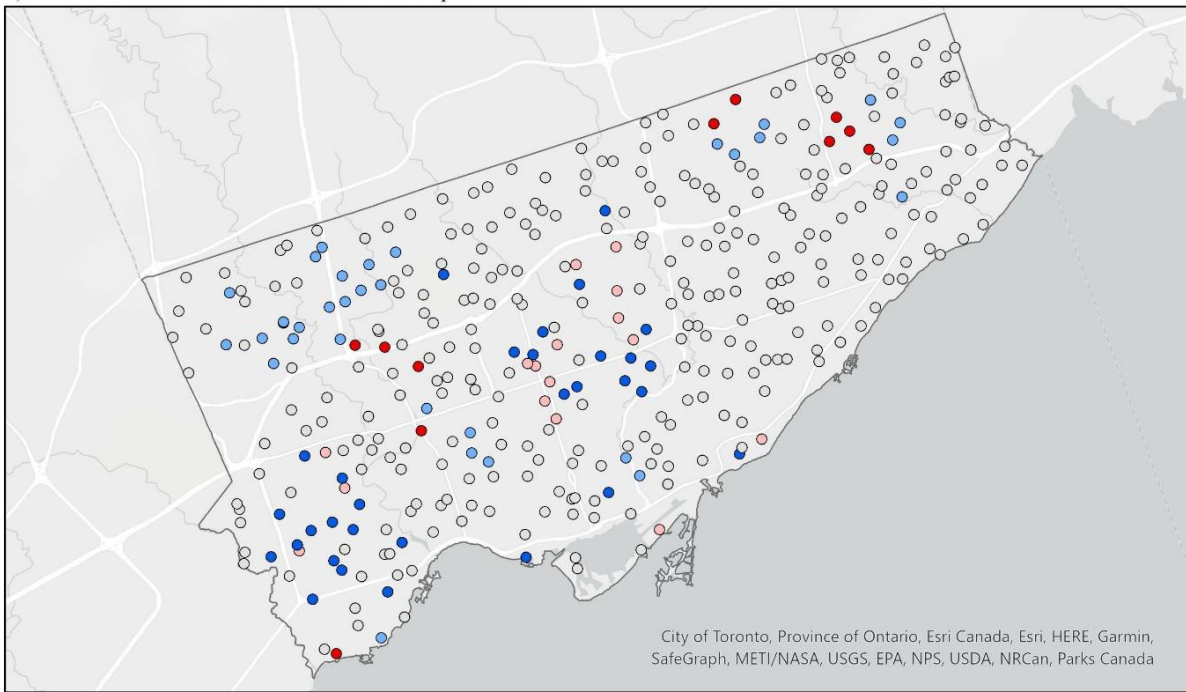 City of Toronto, Province of Ontario, Esri Canada, Esri, HERE, Garmin,
SafeGraph, METI/NASA, USGS, EPA, NPS, USDA, NRCan, Parks Canada